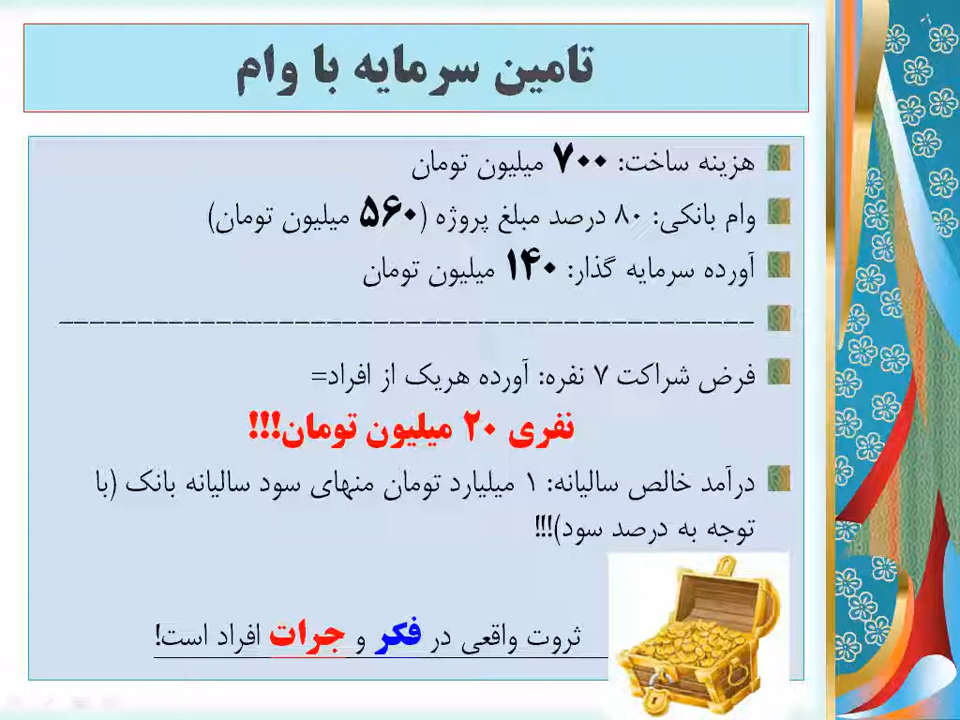 تامین سرمایه با وام
هزینه ساخت: ۷۰۰ میلیون تومان
وام بانکی: ۸۰ درصد مبلغ پروژه (۵۶۰ میلیون تومان)
آورده سرمایه گذار: ۱۴۰ میلیون تومان
---------------------------------------------
فرض شراکت ۷ نفره: آورده هریک از افراد=
نفری ۲۰ میلیون تومان!!!
درآمد خالص سالیانه: ۱ میلیارد تومان منهای سود سالیانه بانک (با
توجه به درصد سود)!!!
ثروت واقعی در فکر و جرات افراد است!